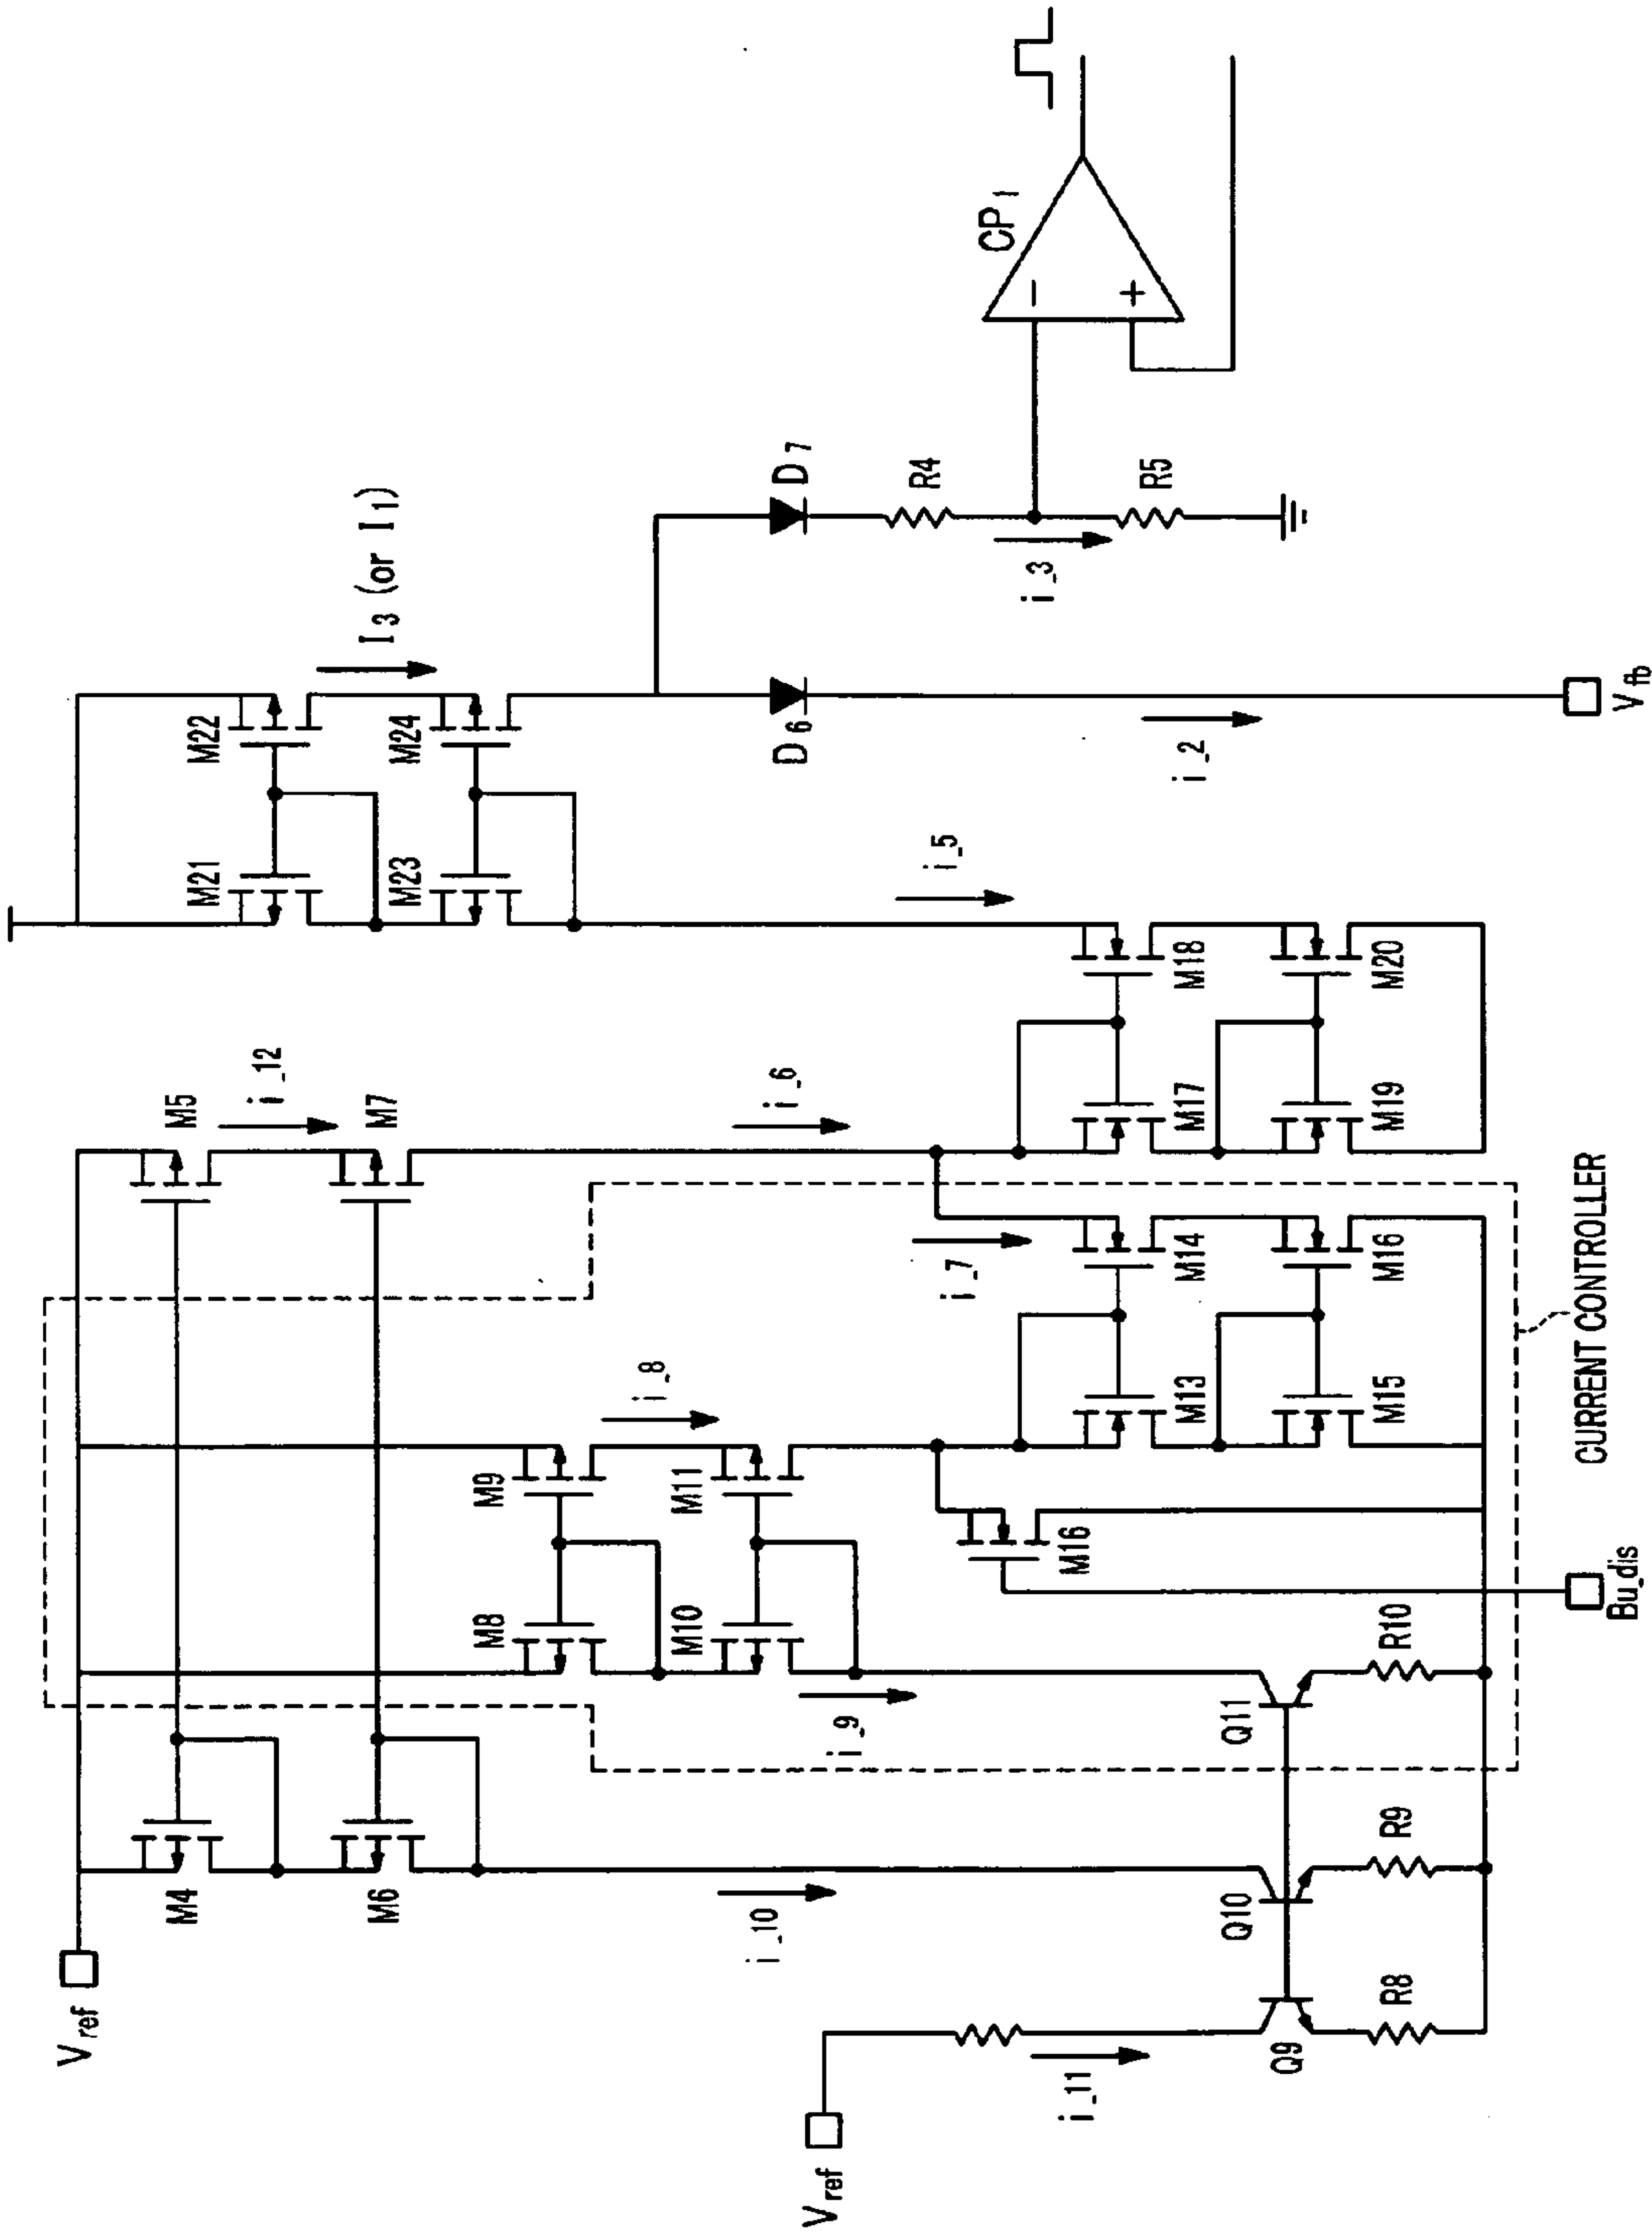 V ref
V ref
M4
M6
M5
M7
i_12
M21
M22
M23
M24
I3 (or I1)
i_10
i_11
M8
M9
M10
M11
i_8
i_9
i_6
i_5
i_7
D6
D7
R4
R5
i_3
i_2
CP1
−
+
M16
M13
M14
M15
M16
M17
M18
M19
M20
Q9
Q10
Q11
R8
R9
R10
Bu_dis
Vfb
CURRENT CONTROLLER